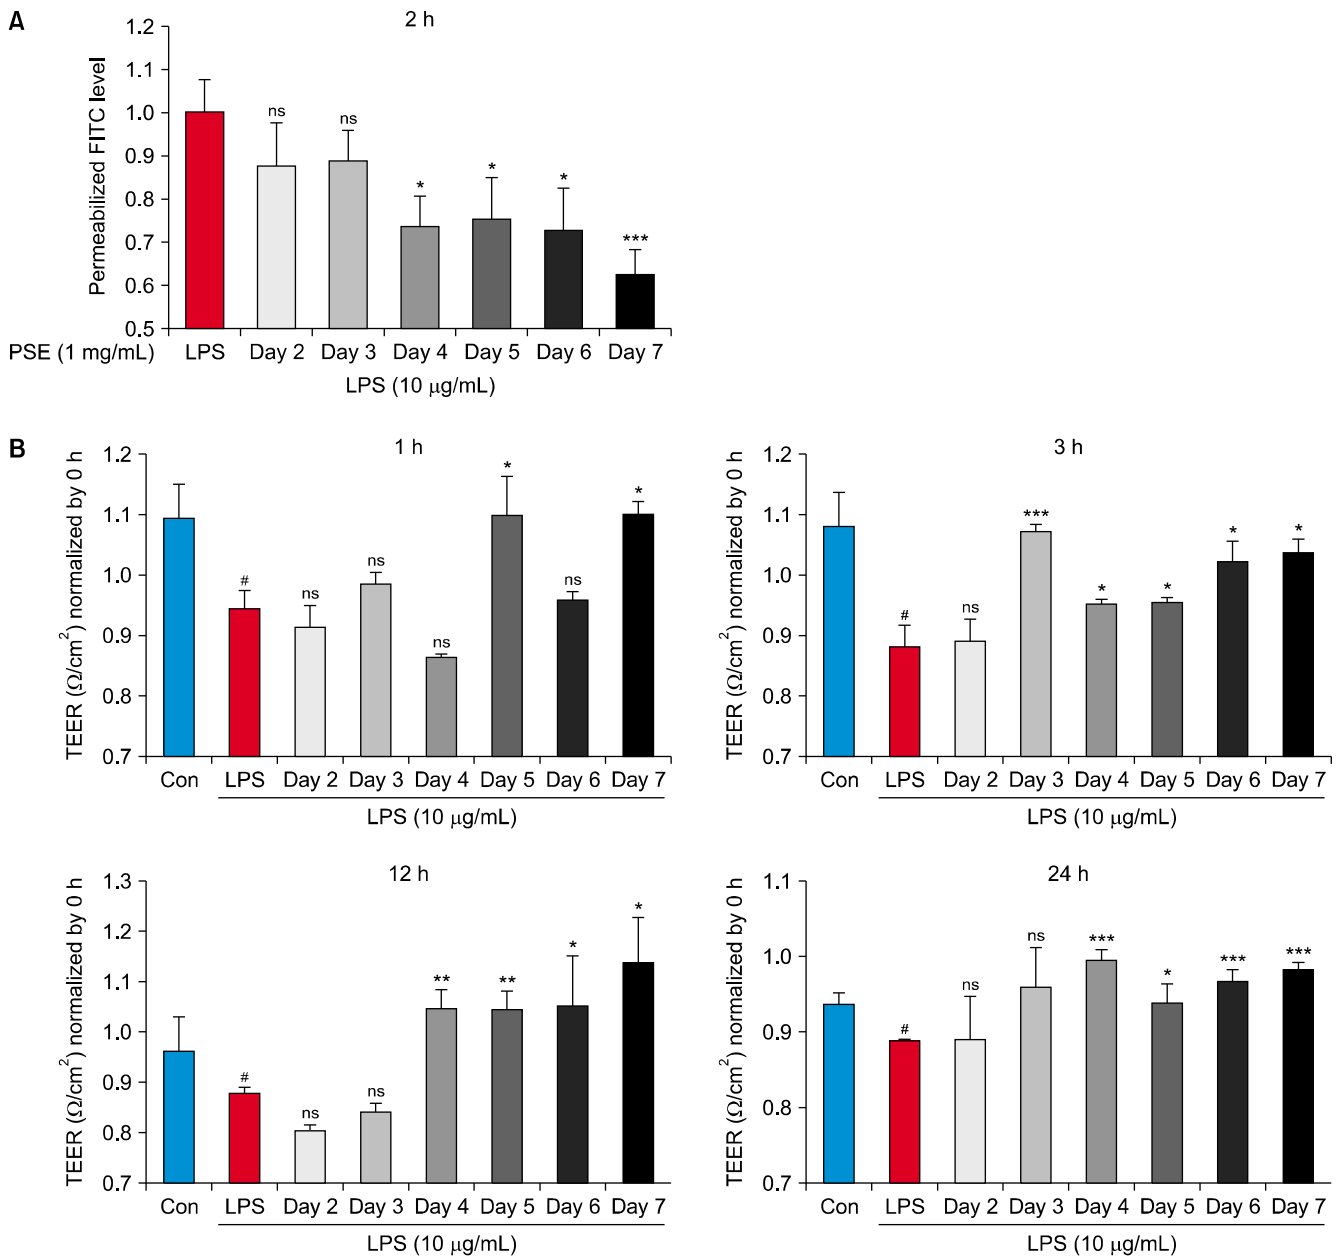 A
2 h
Permeabilized FITC level
1.2
1.1
1.0
0.9
0.8
0.7
0.6
0.5
ns
ns
*
*
*
***
PSE (1 mg/mL) LPS Day 2 Day 3 Day 4 Day 5 Day 6 Day 7
LPS (10 μg/mL)
B
1 h
TEER (Ω/cm²) normalized by 0 h
1.2
1.1
1.0
0.9
0.8
0.7
#
ns
ns
ns
*
ns
*
Con LPS Day 2 Day 3 Day 4 Day 5 Day 6 Day 7
LPS (10 μg/mL)
3 h
TEER (Ω/cm²) normalized by 0 h
1.2
1.1
1.0
0.9
0.8
0.7
#
ns
***
*
*
*
*
Con LPS Day 2 Day 3 Day 4 Day 5 Day 6 Day 7
LPS (10 μg/mL)
12 h
TEER (Ω/cm²) normalized by 0 h
1.3
1.2
1.1
1.0
0.9
0.8
0.7
#
ns
ns
**
**
*
*
Con LPS Day 2 Day 3 Day 4 Day 5 Day 6 Day 7
LPS (10 μg/mL)
24 h
TEER (Ω/cm²) normalized by 0 h
1.1
1.0
0.9
0.8
0.7
#
ns
ns
***
*
***
***
Con LPS Day 2 Day 3 Day 4 Day 5 Day 6 Day 7
LPS (10 μg/mL)